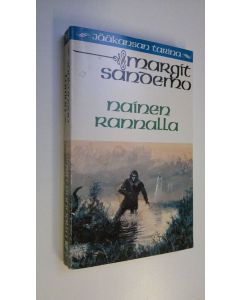 JÄÄKANSAN TARINA
MARGIT
SANDEMO
NAINEN
RANNALLA